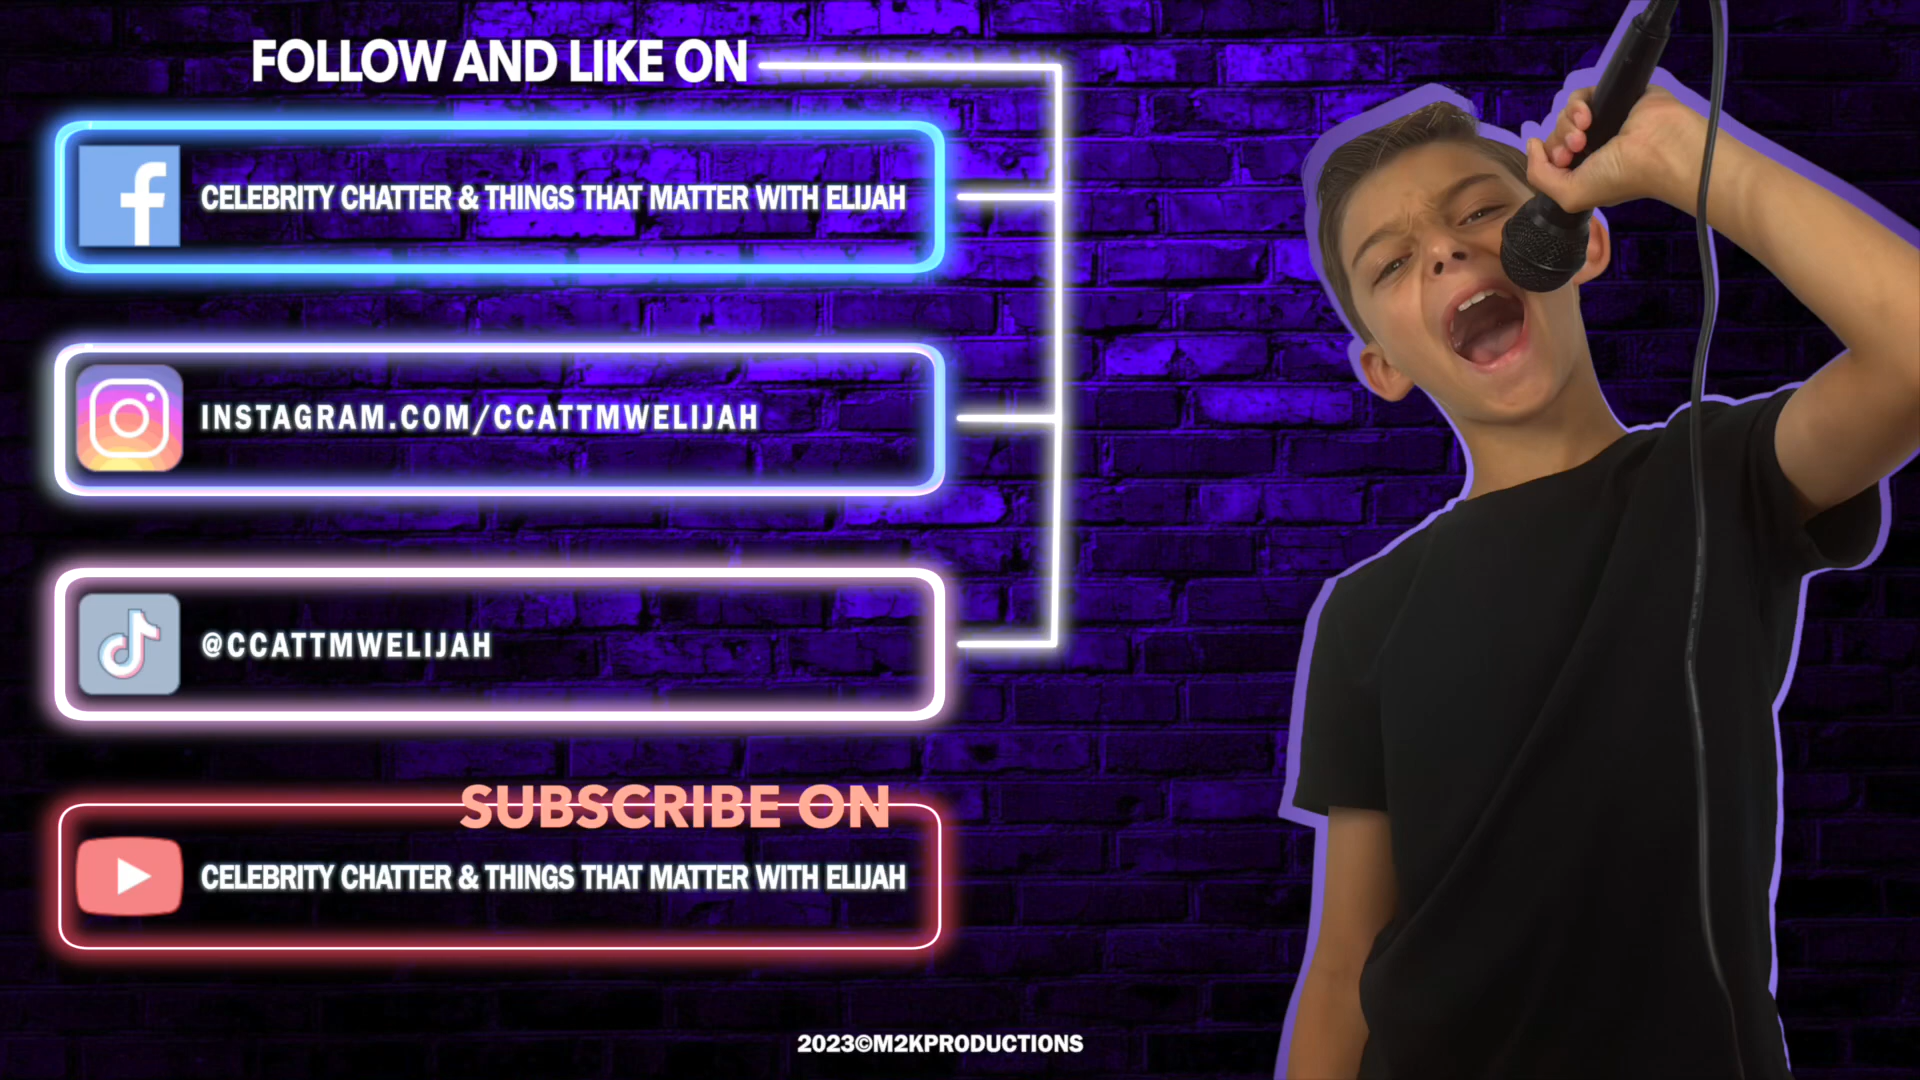 FOLLOW AND LIKE ON
CELEBRITY CHATTER & THINGS THAT MATTER WITH ELIJAH
INSTAGRAM.COM/CCATTMWELIJAH
@CCATTMWELIJAH
SUBSCRIBE ON
CELEBRITY CHATTER & THINGS THAT MATTER WITH ELIJAH
2023©M2KPRODUCTIONS